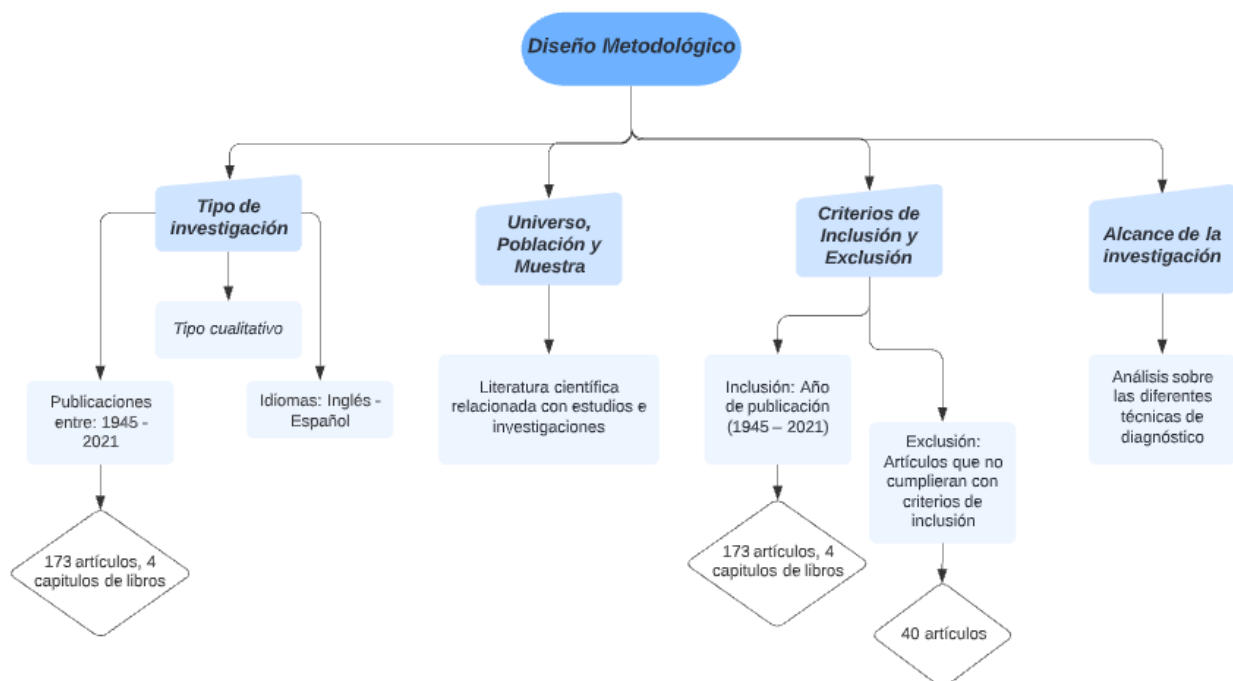 Diseño Metodológico
Tipo de
investigación
Universo,
Población y
Muestra
Criterios de
Inclusión y
Exclusión
Alcance de la
investigación
Tipo cualitativo
Publicaciones
entre: 1945 -
2021
Idiomas: Inglés -
Español
Literatura científica
relacionada con estudios e
investigaciones
Inclusión: Año
de publicación
(1945 – 2021)
Exclusión:
Artículos que no
cumplieran con
criterios de
inclusión
Análisis sobre
las diferentes
técnicas de
diagnóstico
173 artículos, 4
capitulos de libros
173 artículos, 4
capitulos de libros
40 artículos